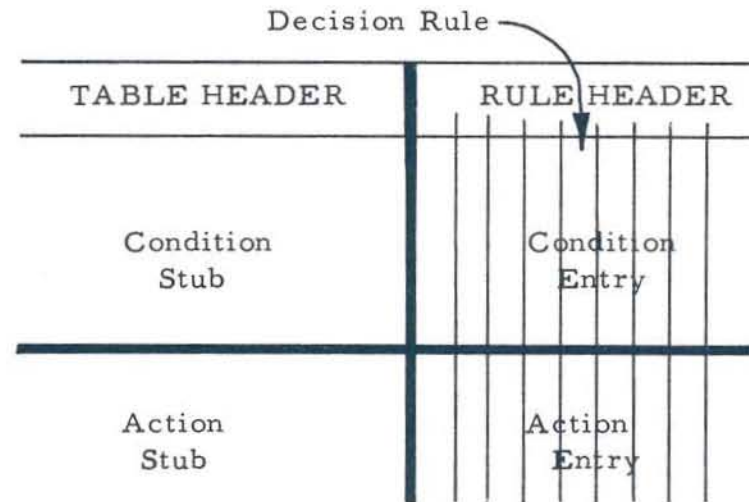 Decision Rule
TABLE HEADER
RULE HEADER
Condition
Stub
Condition
Entry
Action
Stub
Action
Entry